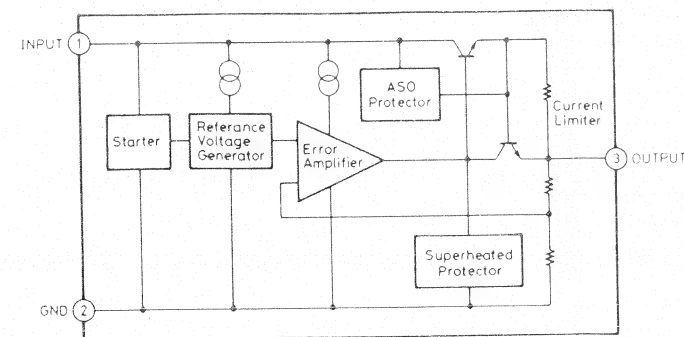 INPUT 1
ASO
Protector
Current
Limiter
Starter
Referance
Voltage
Generator
Error
Amplifier
3 OUTPUT
Superheated
Protector
GND 2